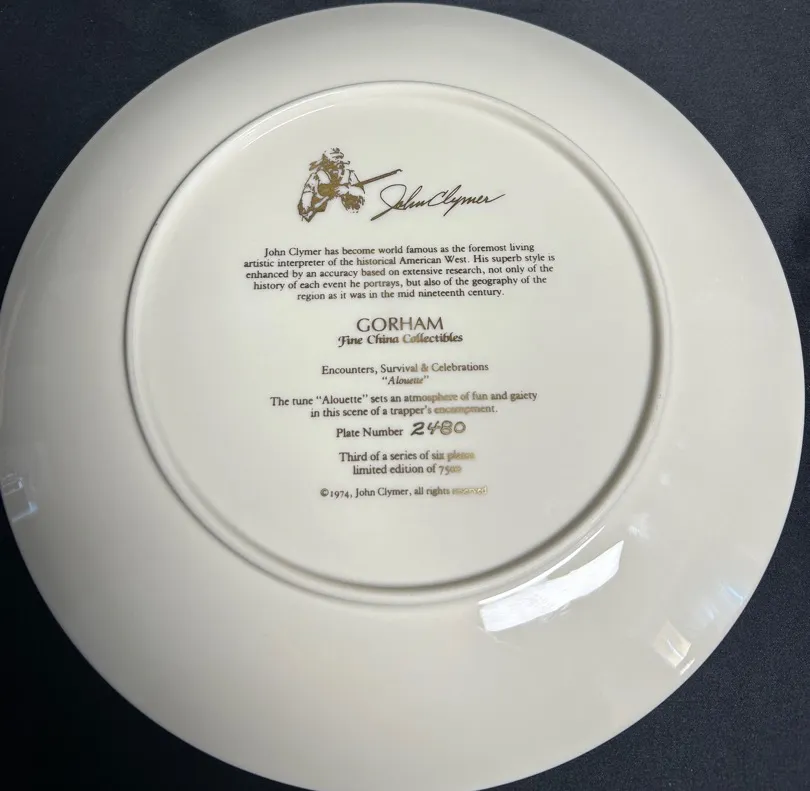 John Clymer
John Clymer has become world famous as the foremost living
artistic interpreter of the historical American West. His superb style is
enhanced by an accuracy based on extensive research, not only of the
history of each event he portrays, but also of the geography of the
region as it was in the mid nineteenth century.
GORHAM
Fine China Collectibles
Encounters, Survival & Celebrations
"Alouette"
The tune "Alouette" sets an atmosphere of fun and gaiety
in this scene of a trapper's encampment.
Plate Number 2480
Third of a series of six plates
limited edition of 7500
©1974, John Clymer, all rights reserved